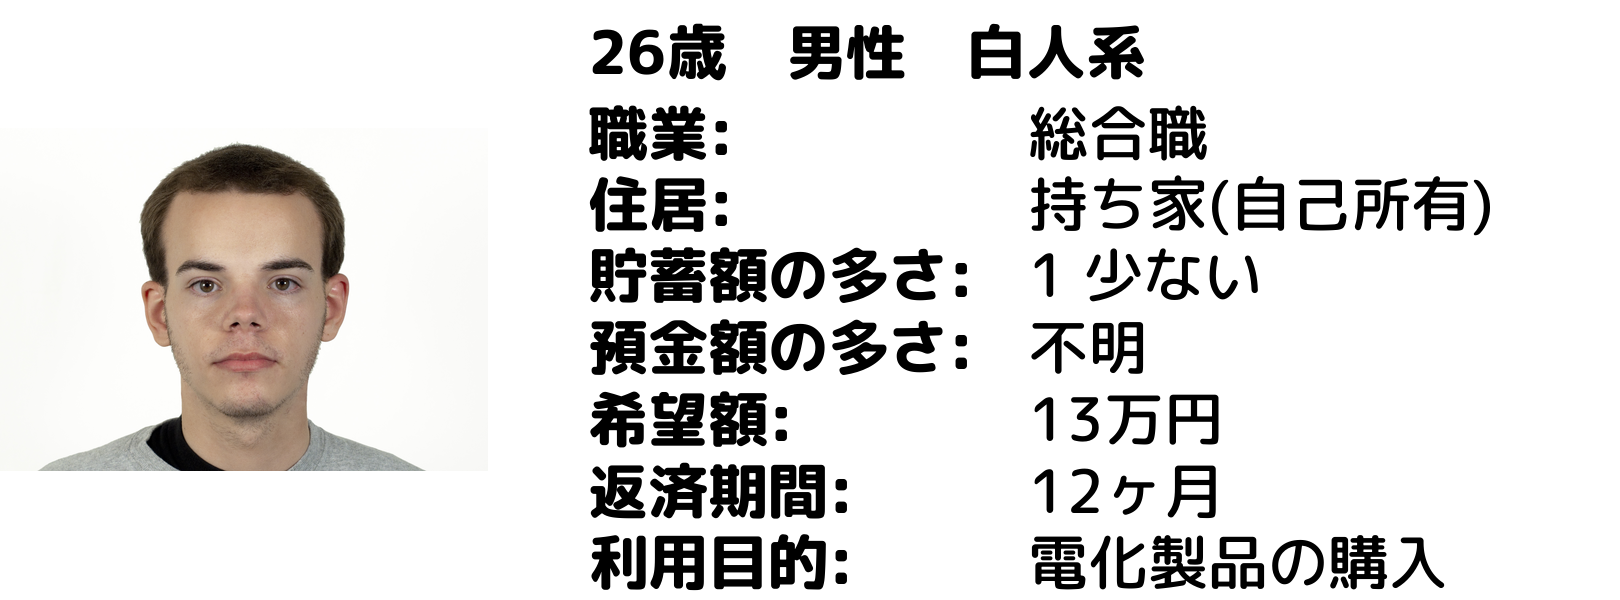 26歳　男性　白人系
職業: 総合職
住居: 持ち家(自己所有)
貯蓄額の多さ: 1 少ない
預金額の多さ: 不明
希望額: 13万円
返済期間: 12ヶ月
利用目的: 電化製品の購入